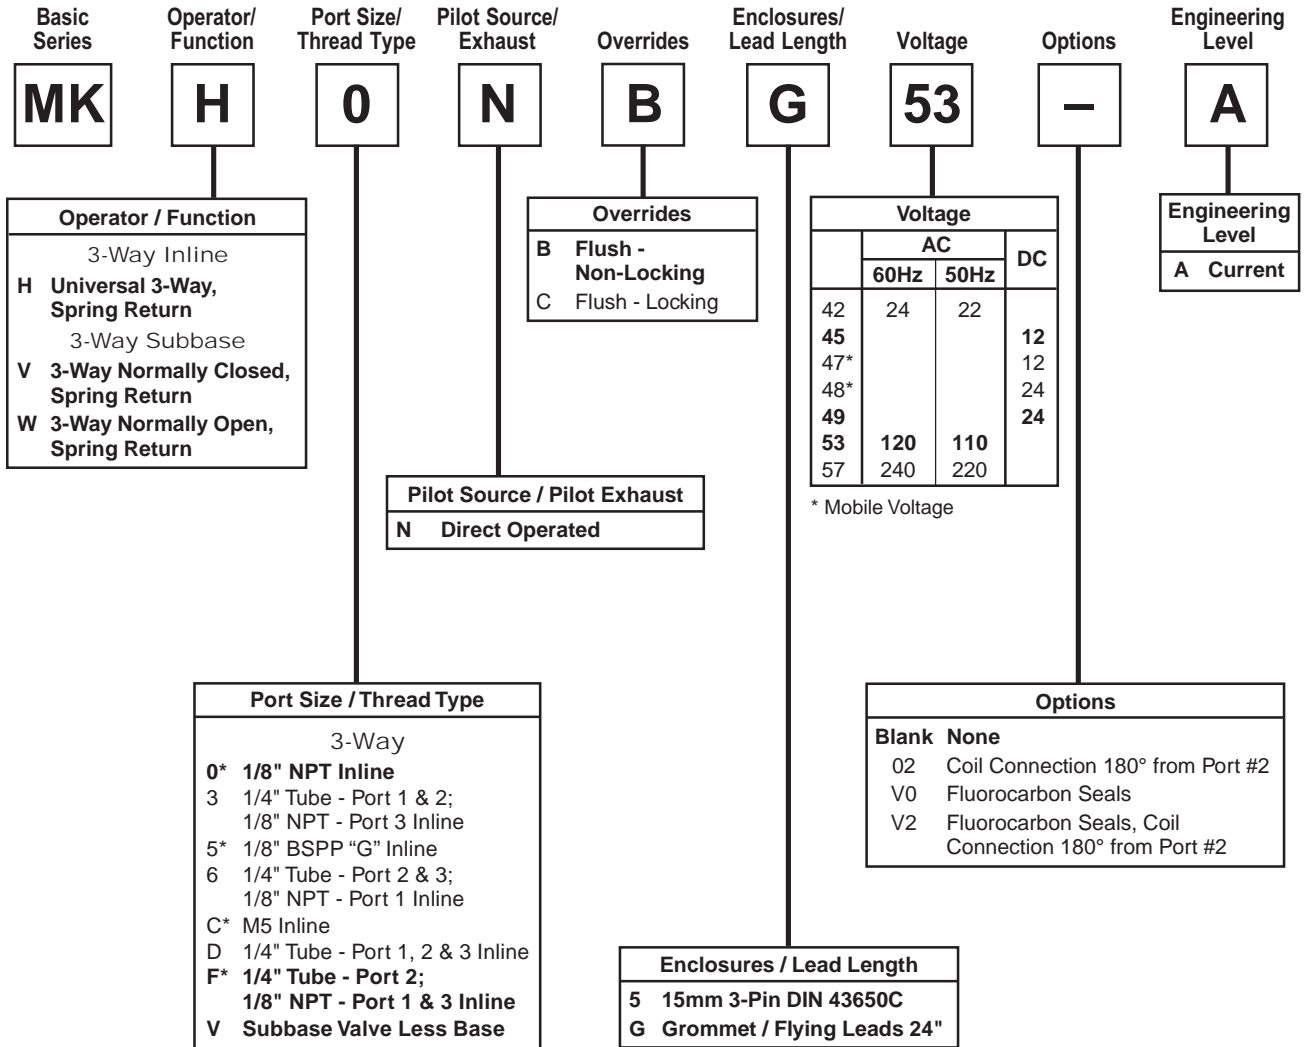 Basic Series
Operator/ Function
Port Size/ Thread Type
Pilot Source/ Exhaust
Overrides
Enclosures/ Lead Length
Voltage
Options
Engineering Level
MK
H
0
N
B
G
53
–
A
Operator / Function
3-Way Inline
H Universal 3-Way,
Spring Return
3-Way Subbase
V 3-Way Normally Closed,
Spring Return
W 3-Way Normally Open,
Spring Return
Overrides
B Flush -
Non-Locking
C Flush - Locking
Voltage
AC DC
60Hz 50Hz
42 24 22
45 12
47* 12
48* 24
49 24
53 120 110
57 240 220
* Mobile Voltage
Engineering
Level
A Current
Pilot Source / Pilot Exhaust
N Direct Operated
Port Size / Thread Type
3-Way
0* 1/8" NPT Inline
3 1/4" Tube - Port 1 & 2;
1/8" NPT - Port 3 Inline
5* 1/8" BSPP “G” Inline
6 1/4" Tube - Port 2 & 3;
1/8" NPT - Port 1 Inline
C* M5 Inline
D 1/4" Tube - Port 1, 2 & 3 Inline
F* 1/4" Tube - Port 2;
1/8" NPT - Port 1 & 3 Inline
V Subbase Valve Less Base
Options
Blank None
02 Coil Connection 180° from Port #2
V0 Fluorocarbon Seals
V2 Fluorocarbon Seals, Coil
Connection 180° from Port #2
Enclosures / Lead Length
5 15mm 3-Pin DIN 43650C
G Grommet / Flying Leads 24"